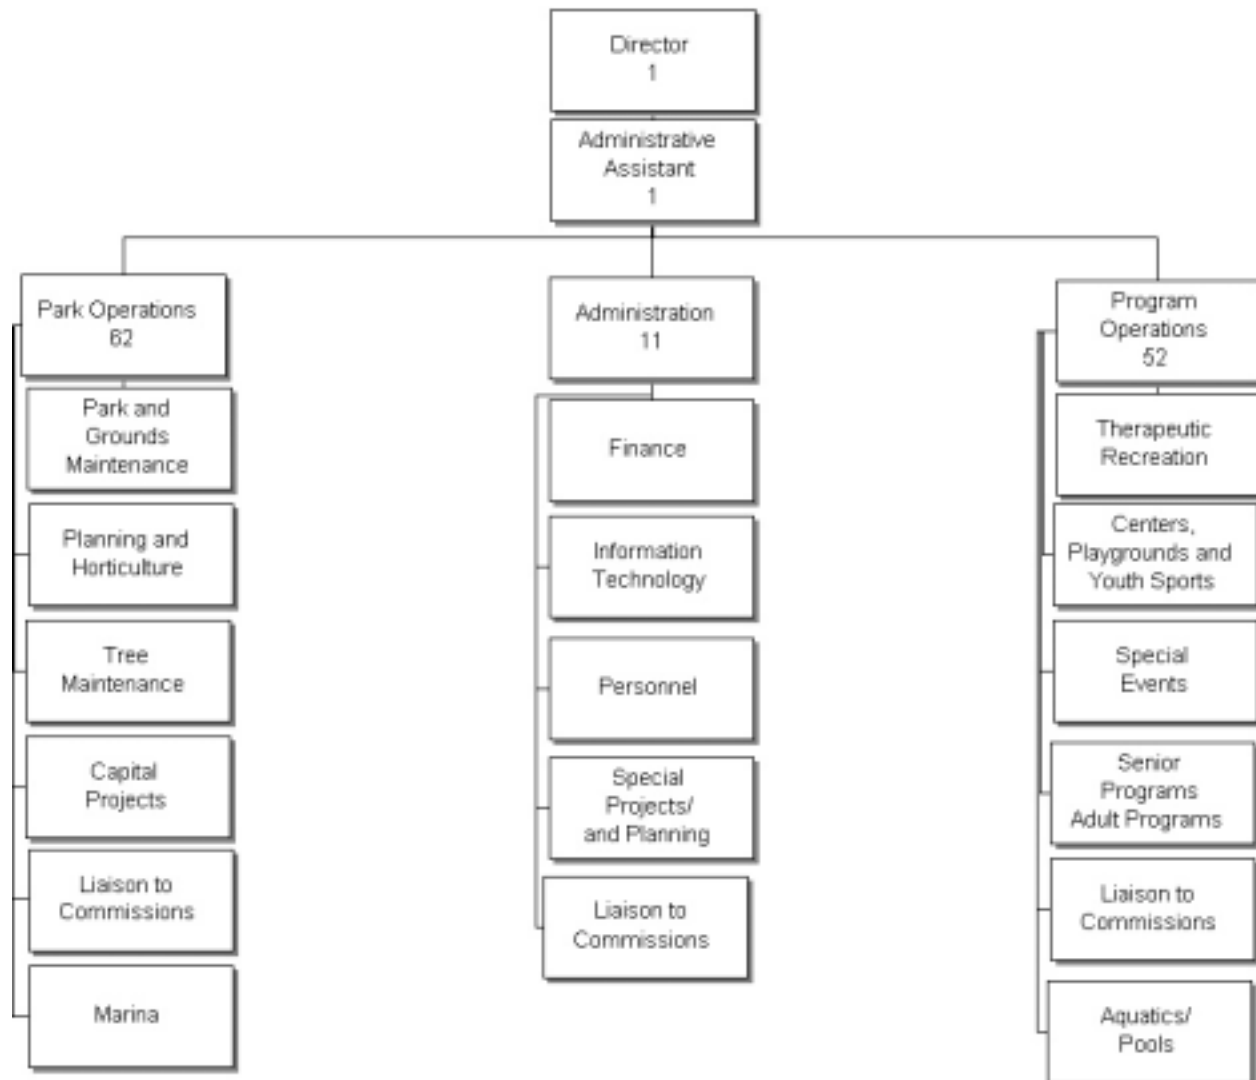 Director
1
Administrative
Assistant
1
Park Operations
62
Park and
Grounds
Maintenance
Planning and
Horticulture
Tree
Maintenance
Capital
Projects
Liaison to
Commissions
Marina
Administration
11
Finance
Information
Technology
Personnel
Special
Projects/
and Planning
Liaison to
Commissions
Program
Operations
52
Therapeutic
Recreation
Centers,
Playgrounds and
Youth Sports
Special
Events
Senior
Programs
Adult Programs
Liaison to
Commissions
Aquatics/
Pools